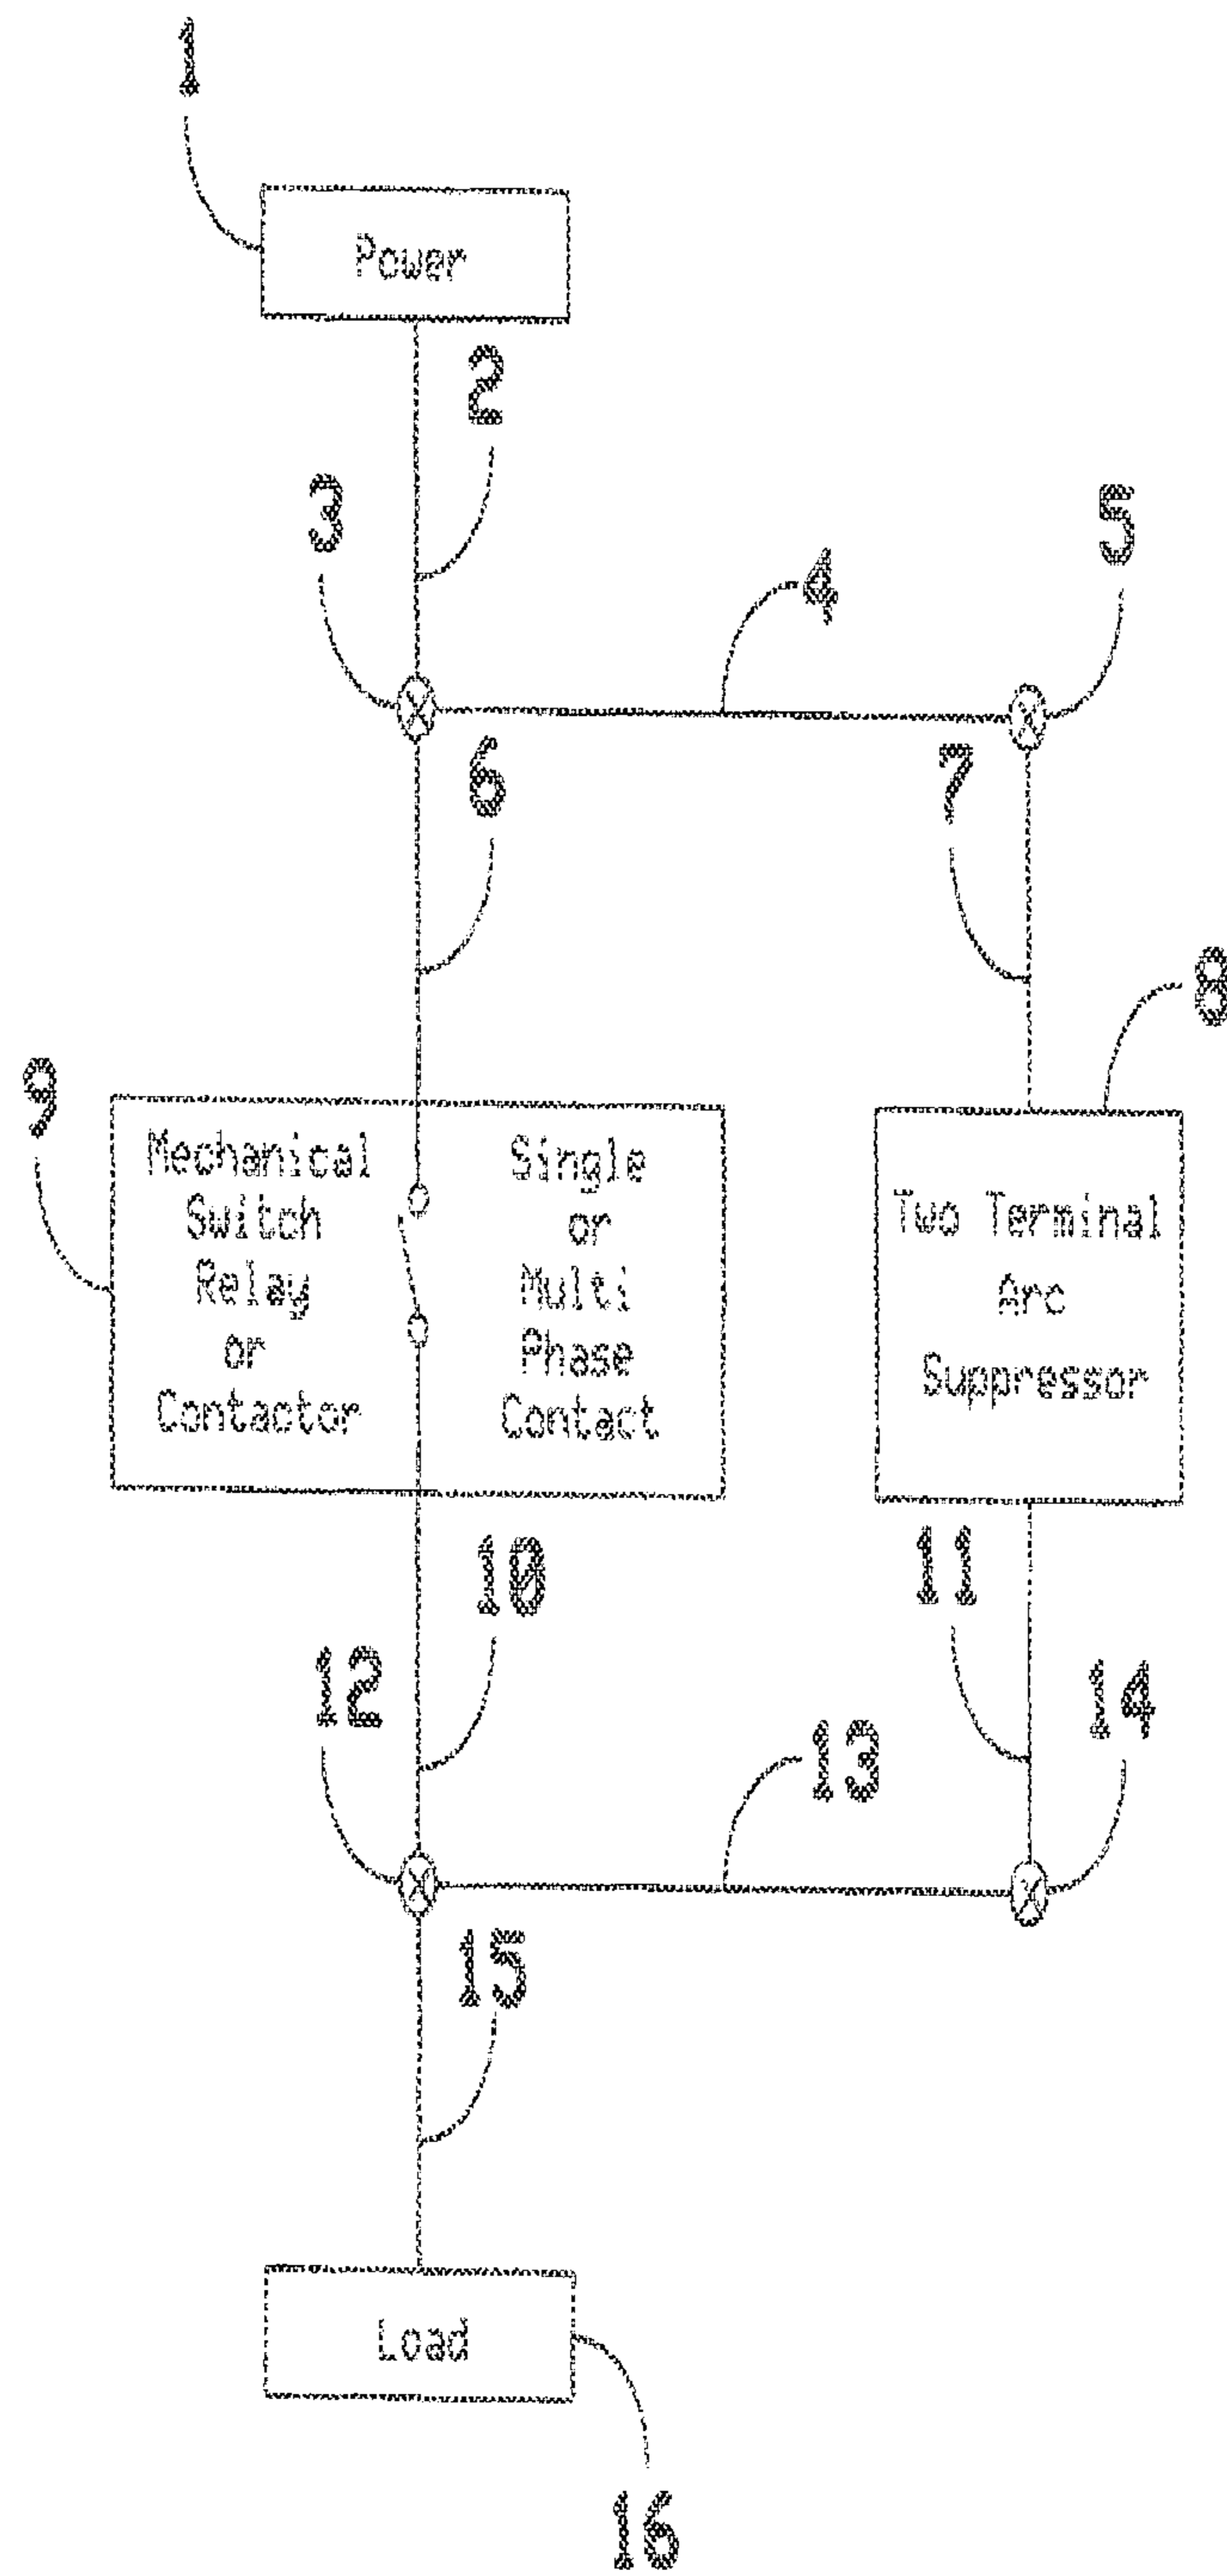 1
Power
2
3
4
5
6
7
8
9
Mechanical
Switch
Relay
or
Contactor
Single
or
Multi
Phase
Contact
Two Terminal
Arc
Suppressor
10
11
12
13
14
15
Load
16